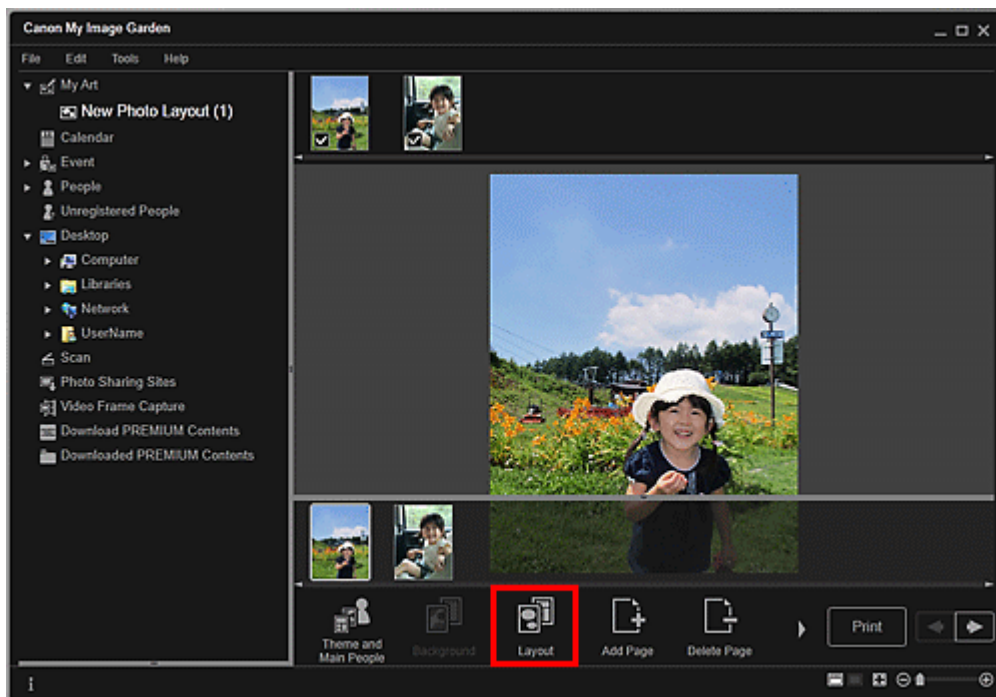 Canon My Image Garden
File Edit Tools Help
My Art
New Photo Layout (1)
Calendar
Event
People
Unregistered People
Desktop
Computer
Libraries
Network
UserName
Scan
Photo Sharing Sites
Video Frame Capture
Download PREMIUM Contents
Downloaded PREMIUM Contents
Theme and
Main People
Background
Layout
Add Page
Delete Page
Print